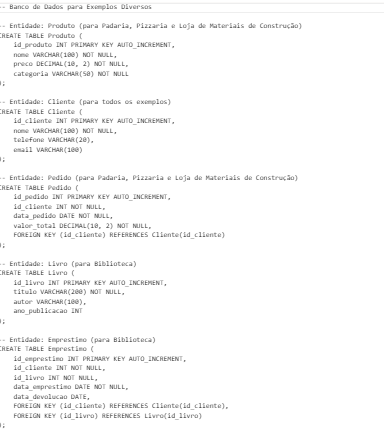 -- Banco de Dados para Exemplos Diversos
-- Entidade: Produto (para Padaria, Pizzaria e Loja de Materiais de Construção)
CREATE TABLE Produto (
id_produto INT PRIMARY KEY AUTO_INCREMENT,
nome VARCHAR(100) NOT NULL,
preco DECIMAL(10, 2) NOT NULL,
categoria VARCHAR(50) NOT NULL
);
-- Entidade: Cliente (para todos os exemplos)
CREATE TABLE Cliente (
id_cliente INT PRIMARY KEY AUTO_INCREMENT,
nome VARCHAR(100) NOT NULL,
telefone VARCHAR(20),
email VARCHAR(100)
);
-- Entidade: Pedido (para Padaria, Pizzaria e Loja de Materiais de Construção)
CREATE TABLE Pedido (
id_pedido INT PRIMARY KEY AUTO_INCREMENT,
id_cliente INT NOT NULL,
data_pedido DATE NOT NULL,
valor_total DECIMAL(10, 2) NOT NULL,
FOREIGN KEY (id_cliente) REFERENCES Cliente(id_cliente)
);
-- Entidade: Livro (para Biblioteca)
CREATE TABLE Livro (
id_livro INT PRIMARY KEY AUTO_INCREMENT,
titulo VARCHAR(200) NOT NULL,
autor VARCHAR(100),
ano_publicacao INT
);
-- Entidade: Emprestimo (para Biblioteca)
CREATE TABLE Emprestimo (
id_emprestimo INT PRIMARY KEY AUTO_INCREMENT,
id_cliente INT NOT NULL,
id_livro INT NOT NULL,
data_emprestimo DATE NOT NULL,
data_devolucao DATE,
FOREIGN KEY (id_cliente) REFERENCES Cliente(id_cliente),
FOREIGN KEY (id_livro) REFERENCES Livro(id_livro)
);